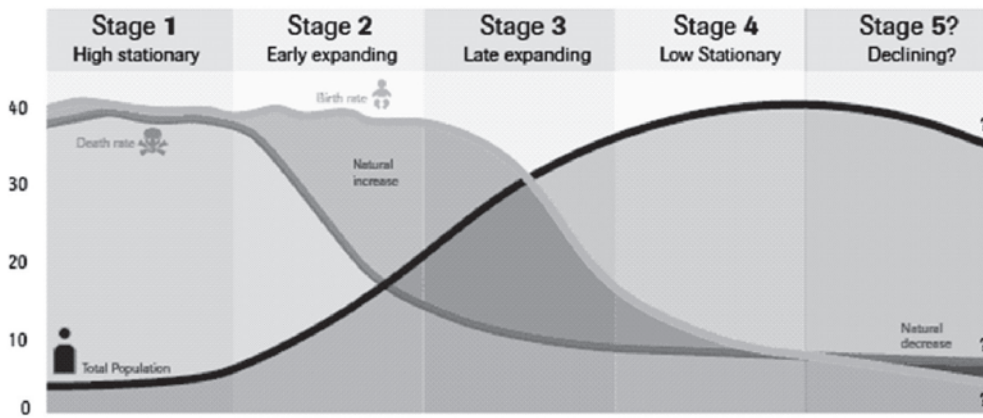 Stage 1
High stationary
Stage 2
Early expanding
Stage 3
Late expanding
Stage 4
Low Stationary
Stage 5?
Declining?
40
Birth rate
Death rate
Natural
increase
?
30
20
10
Natural
decrease
?
Total Population
0
?